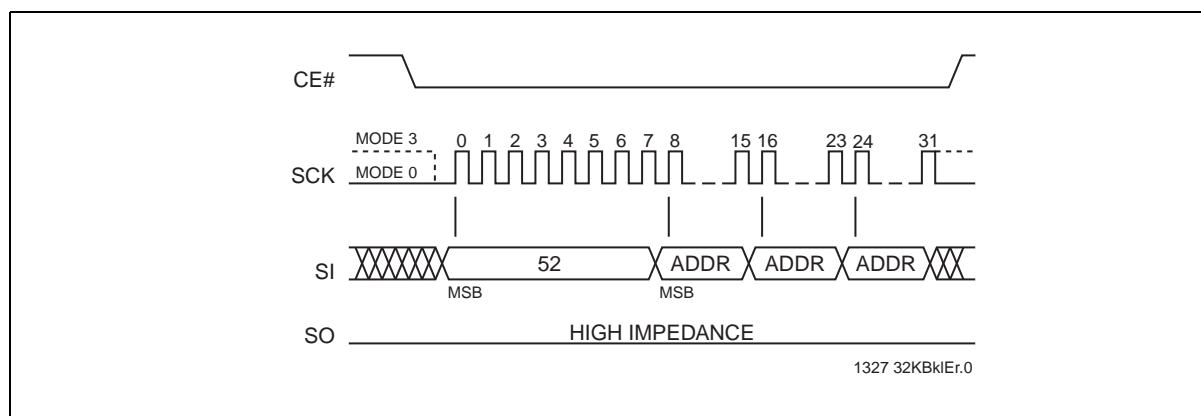 CE#
MODE 3
0 1 2 3 4 5 6 7 8 15 16 23 24 31
SCK
MODE 0
SI
52 ADDR ADDR ADDR
MSB MSB
SO
HIGH IMPEDANCE
1327 32KBklEr.0